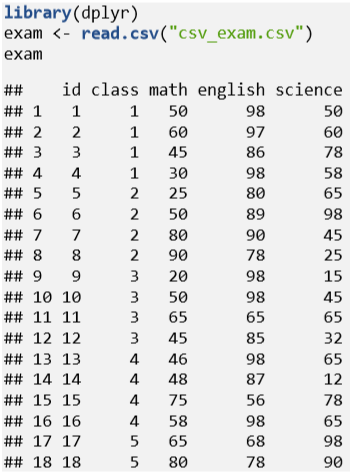 library(dplyr)
exam <- read.csv("csv_exam.csv")
exam
##    id class math english science
## 1   1     1   50      98      50
## 2   2     1   60      97      60
## 3   3     1   45      86      78
## 4   4     1   30      98      58
## 5   5     2   25      80      65
## 6   6     2   50      89      98
## 7   7     2   80      90      45
## 8   8     2   90      78      25
## 9   9     3   20      98      15
## 10 10     3   50      98      45
## 11 11     3   65      65      65
## 12 12     3   45      85      32
## 13 13     4   46      98      65
## 14 14     4   48      87      12
## 15 15     4   75      56      78
## 16 16     4   58      98      65
## 17 17     5   65      68      98
## 18 18     5   80      78      90